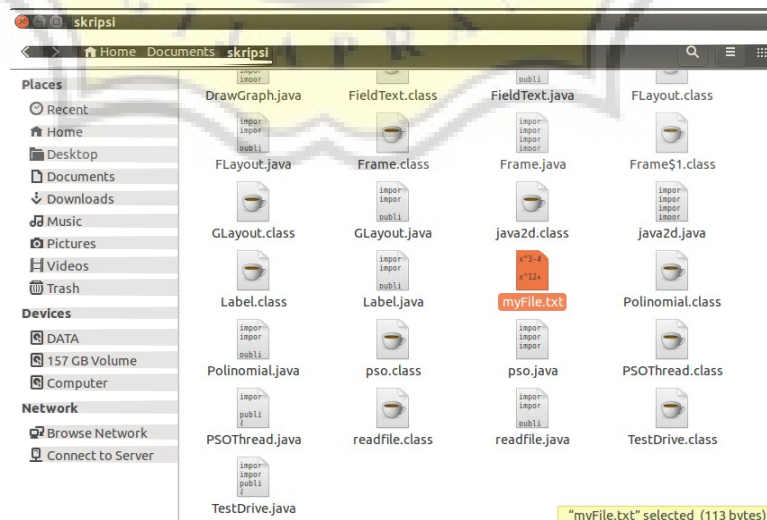 skripsi
Home Documents skripsi
Places
Recent
Home
Desktop
Documents
Downloads
Music
Pictures
Videos
Trash
Devices
DATA
157 GB Volume
Computer
Network
Browse Network
Connect to Server
DrawGraph.java FieldText.class FieldText.java FLayout.class
FLayout.java Frame.class Frame.java Frame$1.class
GLayout.class GLayout.java java2d.class java2d.java
Label.class Label.java myFile.txt Polinomial.class
Polinomial.java pso.class pso.java PSOThread.class
PSOThread.java readfile.class readfile.java TestDrive.class
TestDrive.java
"myFile.txt" selected (113 bytes)